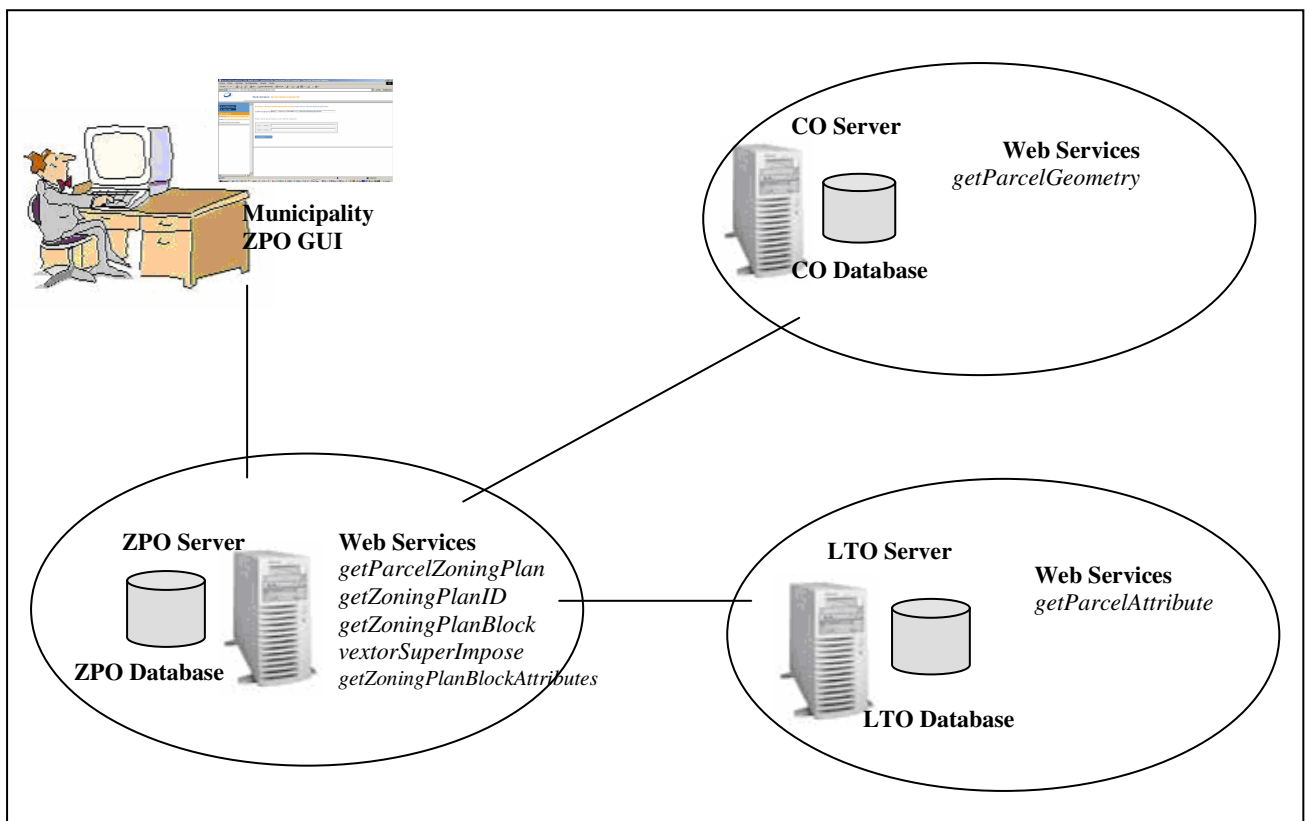 Municipality
ZPO GUI
CO Server
Web Services
getParcelGeometry
CO Database
ZPO Server
Web Services
getParcelZoningPlan
getZoningPlanID
getZoningPlanBlock
vextorSuperImpose
getZoningPlanBlockAttributes
ZPO Database
LTO Server
Web Services
getParcelAttribute
LTO Database